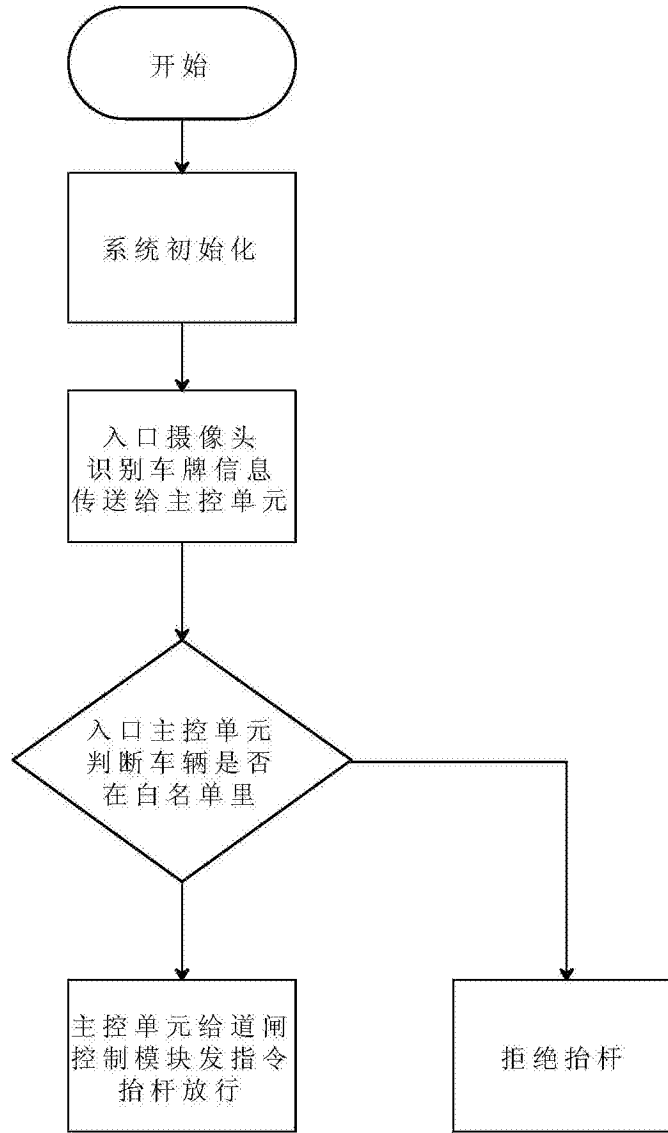 开始
系统初始化
入口摄像头
识别车牌信息
传送给主控单元
入口主控单元
判断车辆是否
在白名单里
主控单元给道闸
控制模块发指令
抬杆放行
拒绝抬杆